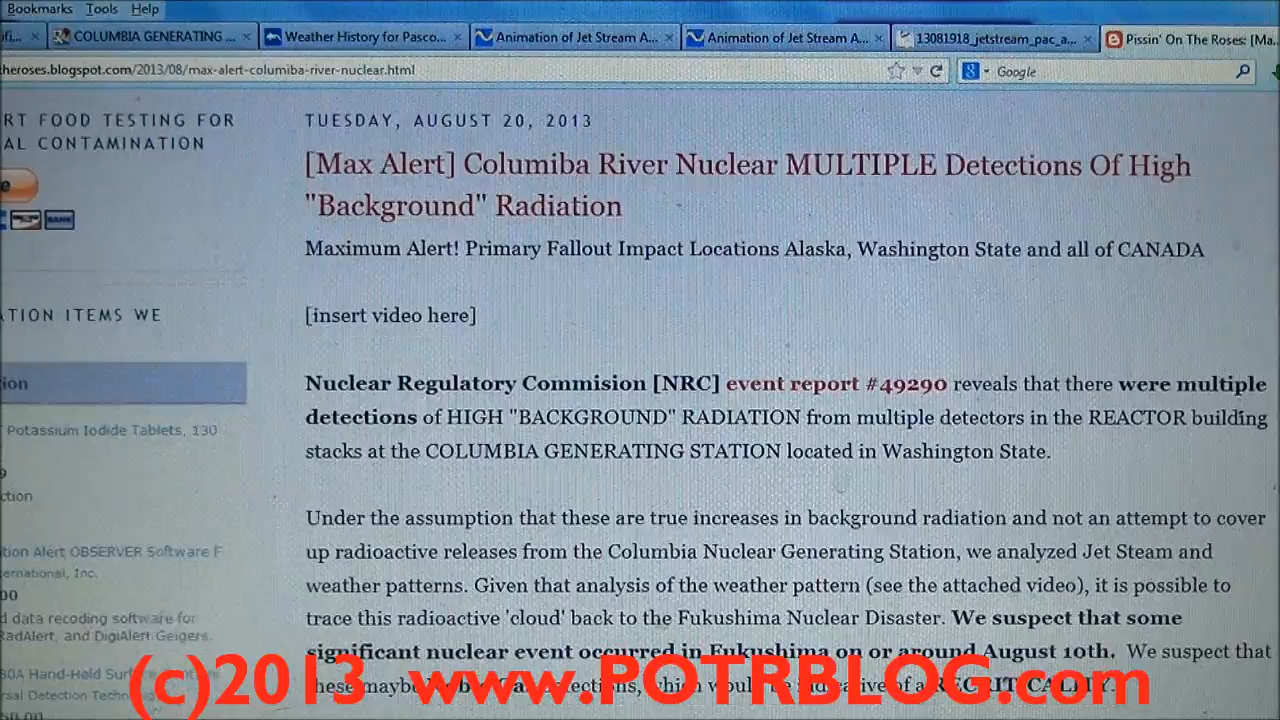 Bookmarks Tools Help
COLUMBIA GENERATING ... Weather History for Pasco... Animation of Jet Stream A... Animation of Jet Stream A... 13081918_jetstream_pac_a... Pissin' On The Roses: [Ma...
theroses.blogspot.com/2013/08/max-alert-columiba-river-nuclear.html Google
RT FOOD TESTING FOR
AL CONTAMINATION
BANK
TUESDAY, AUGUST 20, 2013
[Max Alert] Columiba River Nuclear MULTIPLE Detections Of High
"Background" Radiation
Maximum Alert! Primary Fallout Impact Locations Alaska, Washington State and all of CANADA
[insert video here]
ATION ITEMS WE
ion
Potassium Iodide Tablets, 130
9
ction
tion Alert OBSERVER Software F
ernational, Inc.
00
d data recoding software for
RadAlert, and DigiAlert Geigers.
Nuclear Regulatory Commision [NRC] event report #49290 reveals that there were multiple
detections of HIGH "BACKGROUND" RADIATION from multiple detectors in the REACTOR building
stacks at the COLUMBIA GENERATING STATION located in Washington State.
Under the assumption that these are true increases in background radiation and not an attempt to cover
up radioactive releases from the Columbia Nuclear Generating Station, we analyzed Jet Steam and
weather patterns. Given that analysis of the weather pattern (see the attached video), it is possible to
trace this radioactive 'cloud' back to the Fukushima Nuclear Disaster. We suspect that some
significant nuclear event occurred in Fukushima on or around August 10th. We suspect that
(c)2013 www.POTRBLOG.com